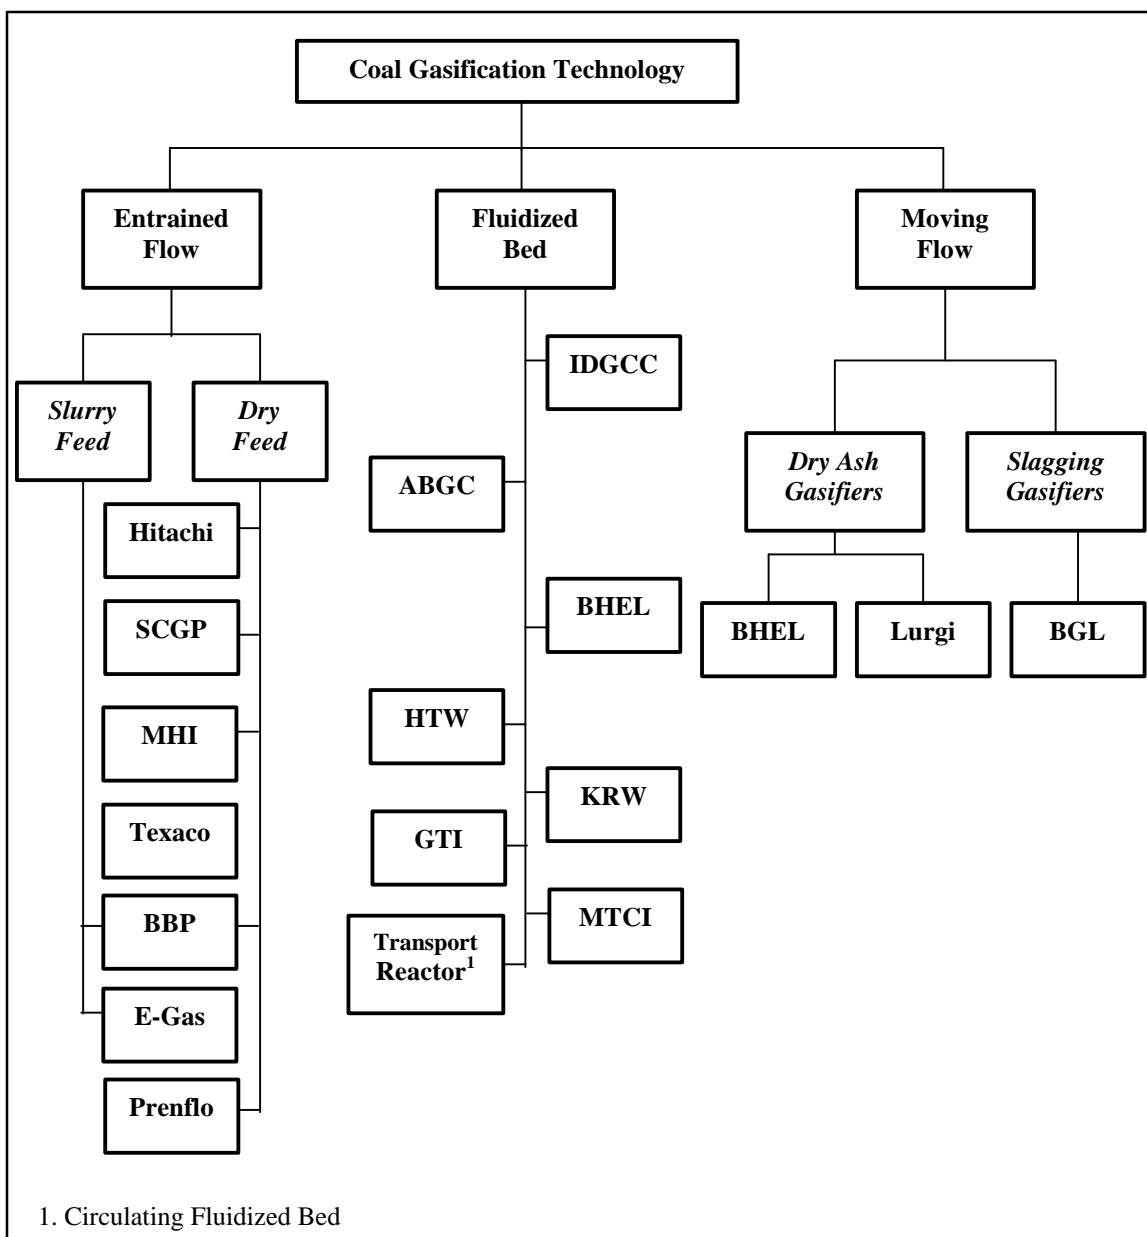 Coal Gasification Technology
Entrained
Flow
Fluidized
Bed
Moving
Flow
Slurry
Feed
Dry
Feed
Hitachi
SCGP
MHI
Texaco
BBP
E-Gas
Prenflo
IDGCC
ABGC
BHEL
HTW
KRW
GTI
MTCI
Transport
Reactor¹
Dry Ash
Gasifiers
Slagging
Gasifiers
BHEL
Lurgi
BGL
1. Circulating Fluidized Bed